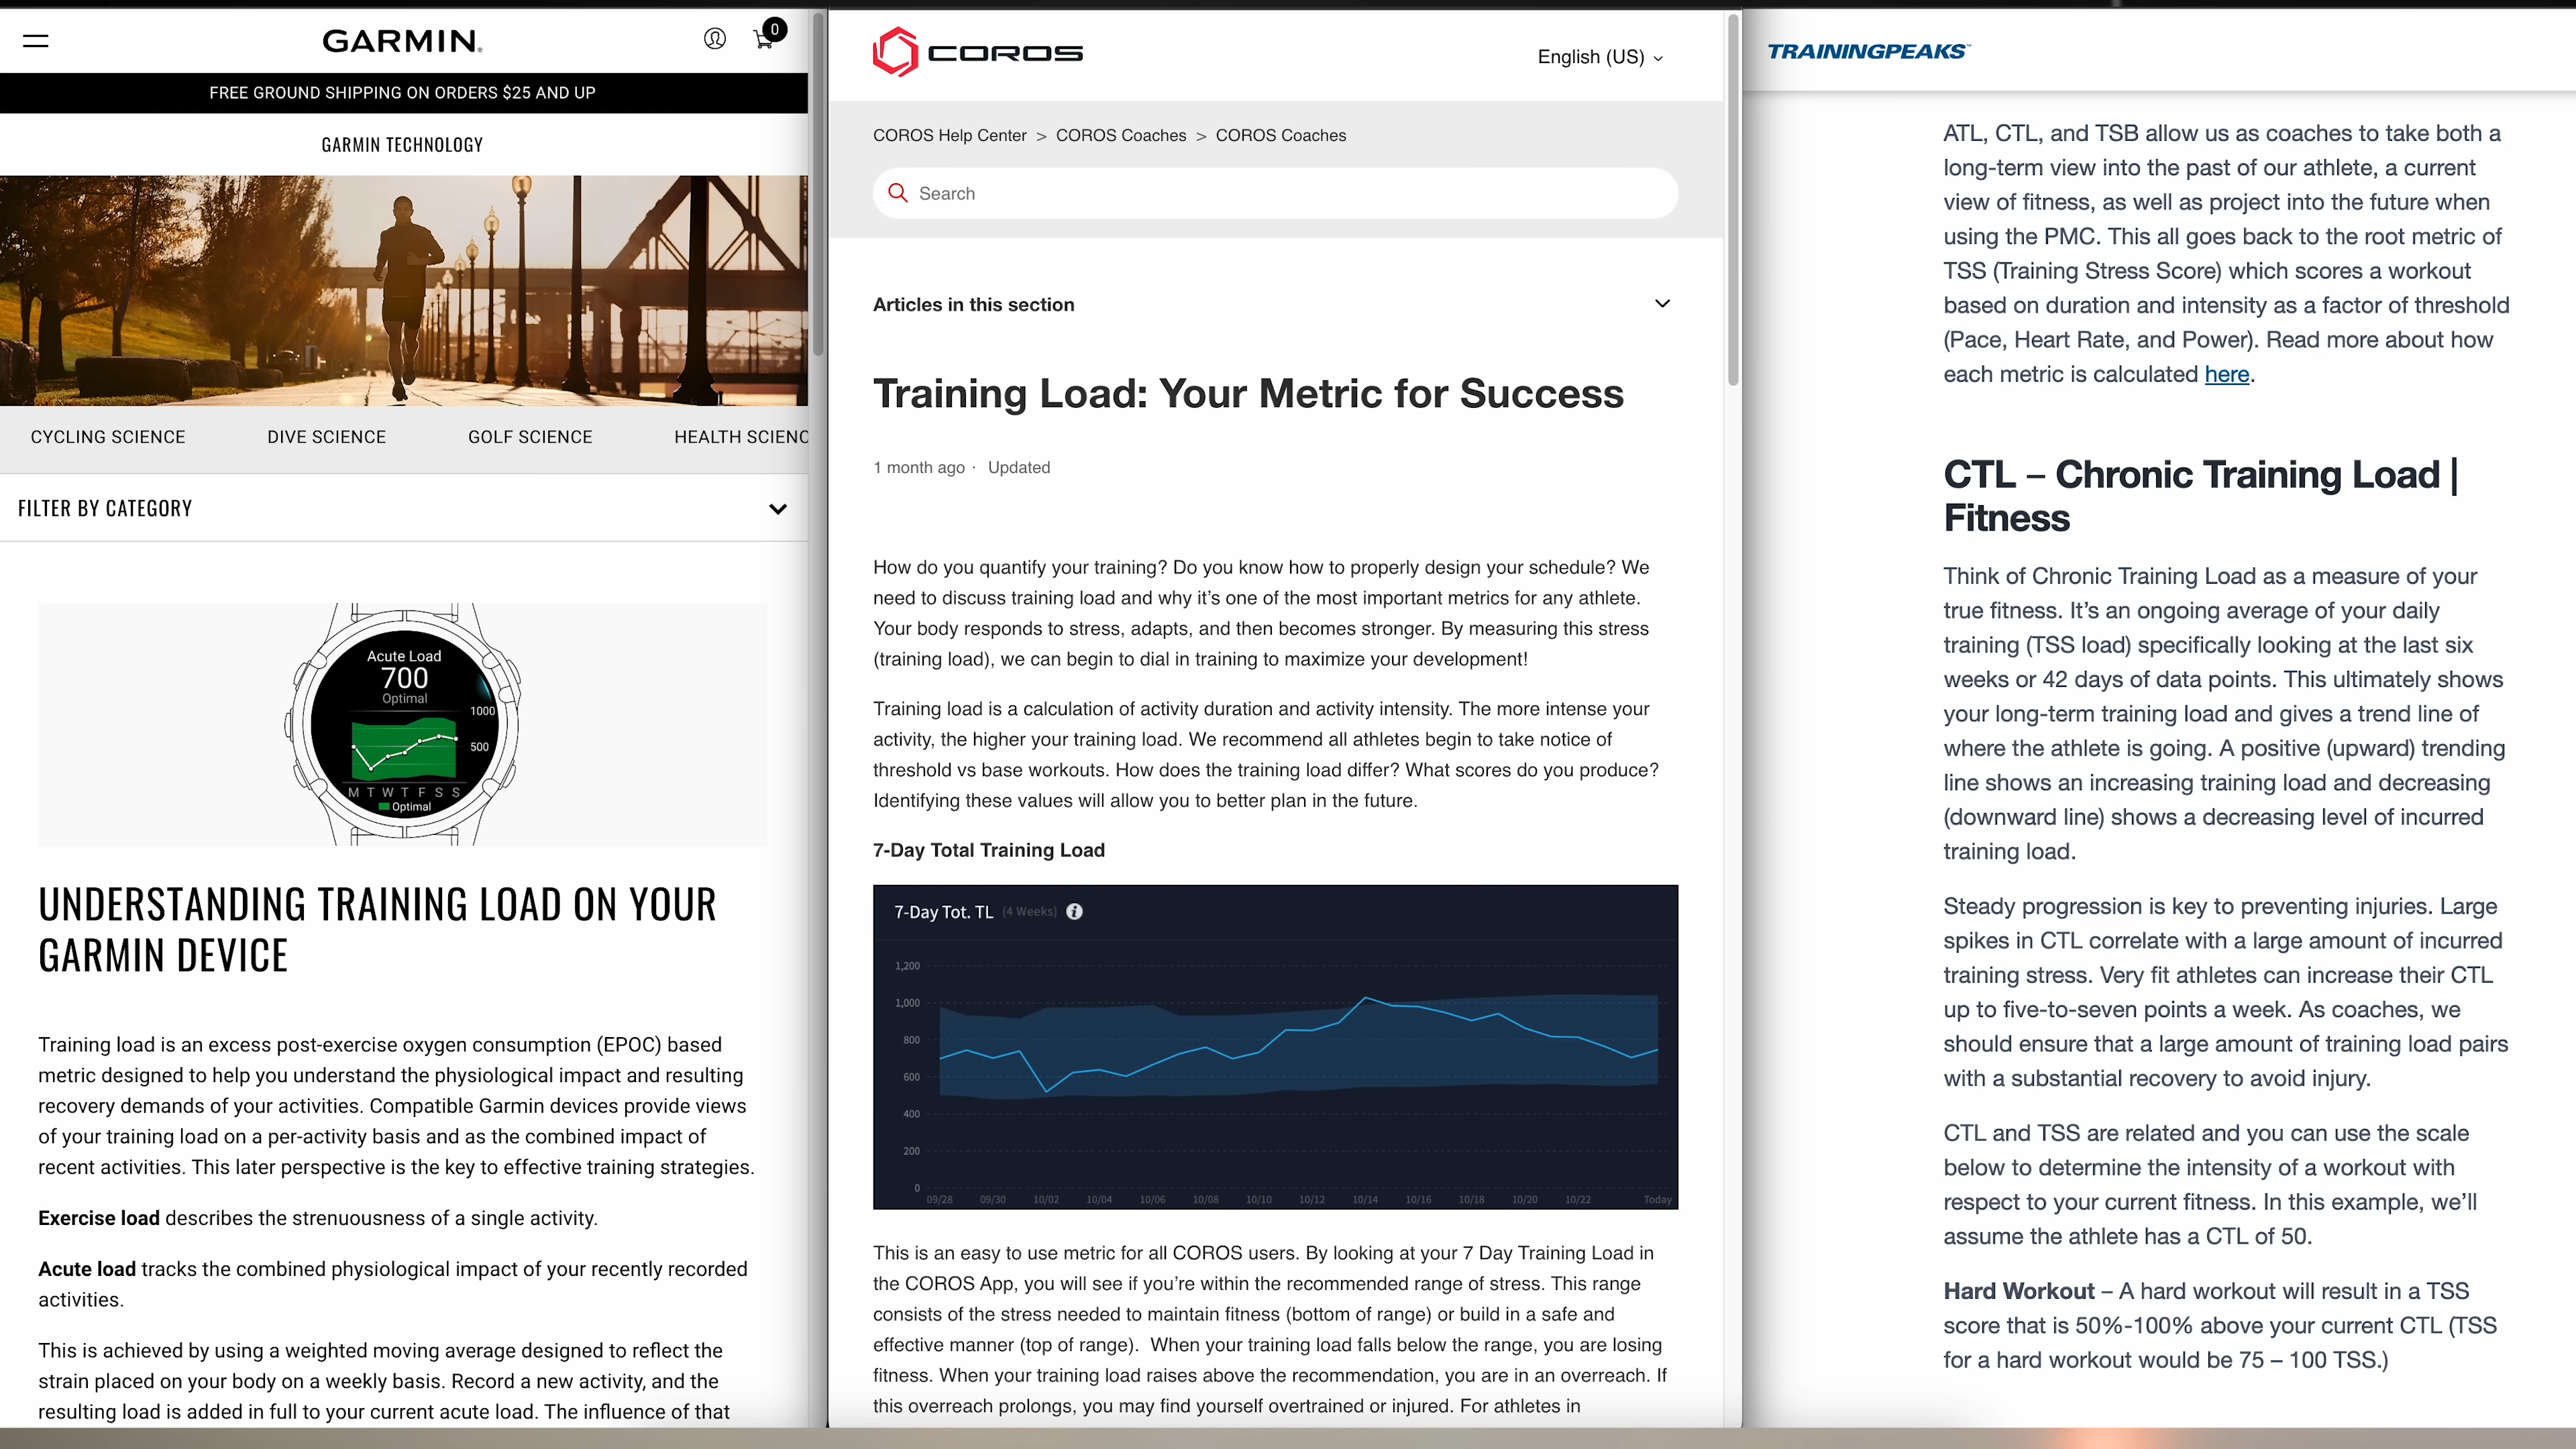 GARMIN.
0
FREE GROUND SHIPPING ON ORDERS $25 AND UP
GARMIN TECHNOLOGY
CYCLING SCIENCE
DIVE SCIENCE
GOLF SCIENCE
HEALTH SCIENC
FILTER BY CATEGORY
Acute Load
700
Optimal
1000
500
M T W T F S S
Optimal
UNDERSTANDING TRAINING LOAD ON YOUR
GARMIN DEVICE
Training load is an excess post-exercise oxygen consumption (EPOC) based
metric designed to help you understand the physiological impact and resulting
recovery demands of your activities. Compatible Garmin devices provide views
of your training load on a per-activity basis and as the combined impact of
recent activities. This later perspective is the key to effective training strategies.
Exercise load describes the strenuousness of a single activity.
Acute load tracks the combined physiological impact of your recently recorded
activities.
This is achieved by using a weighted moving average designed to reflect the
strain placed on your body on a weekly basis. Record a new activity, and the
resulting load is added in full to your current acute load. The influence of that
COROS
English (US)
COROS Help Center > COROS Coaches > COROS Coaches
Search
Articles in this section
Training Load: Your Metric for Success
1 month ago · Updated
How do you quantify your training? Do you know how to properly design your schedule? We
need to discuss training load and why it’s one of the most important metrics for any athlete.
Your body responds to stress, adapts, and then becomes stronger. By measuring this stress
(training load), we can begin to dial in training to maximize your development!
Training load is a calculation of activity duration and activity intensity. The more intense your
activity, the higher your training load. We recommend all athletes begin to take notice of
threshold vs base workouts. How does the training load differ? What scores do you produce?
Identifying these values will allow you to better plan in the future.
7-Day Total Training Load
7-Day Tot. TL (4 Weeks) i
1,200
1,000
800
600
400
200
0
09/28 09/30 10/02 10/04 10/06 10/08 10/10 10/12 10/14 10/16 10/18 10/20 10/22 Today
This is an easy to use metric for all COROS users. By looking at your 7 Day Training Load in
the COROS App, you will see if you’re within the recommended range of stress. This range
consists of the stress needed to maintain fitness (bottom of range) or build in a safe and
effective manner (top of range).  When your training load falls below the range, you are losing
fitness. When your training load raises above the recommendation, you are in an overreach. If
this overreach prolongs, you may find yourself overtrained or injured. For athletes in
TRAININGPEAKS™
ATL, CTL, and TSB allow us as coaches to take both a
long-term view into the past of our athlete, a current
view of fitness, as well as project into the future when
using the PMC. This all goes back to the root metric of
TSS (Training Stress Score) which scores a workout
based on duration and intensity as a factor of threshold
(Pace, Heart Rate, and Power). Read more about how
each metric is calculated here.
CTL – Chronic Training Load |
Fitness
Think of Chronic Training Load as a measure of your
true fitness. It’s an ongoing average of your daily
training (TSS load) specifically looking at the last six
weeks or 42 days of data points. This ultimately shows
your long-term training load and gives a trend line of
where the athlete is going. A positive (upward) trending
line shows an increasing training load and decreasing
(downward line) shows a decreasing level of incurred
training load.
Steady progression is key to preventing injuries. Large
spikes in CTL correlate with a large amount of incurred
training stress. Very fit athletes can increase their CTL
up to five-to-seven points a week. As coaches, we
should ensure that a large amount of training load pairs
with a substantial recovery to avoid injury.
CTL and TSS are related and you can use the scale
below to determine the intensity of a workout with
respect to your current fitness. In this example, we’ll
assume the athlete has a CTL of 50.
Hard Workout – A hard workout will result in a TSS
score that is 50%-100% above your current CTL (TSS
for a hard workout would be 75 – 100 TSS.)